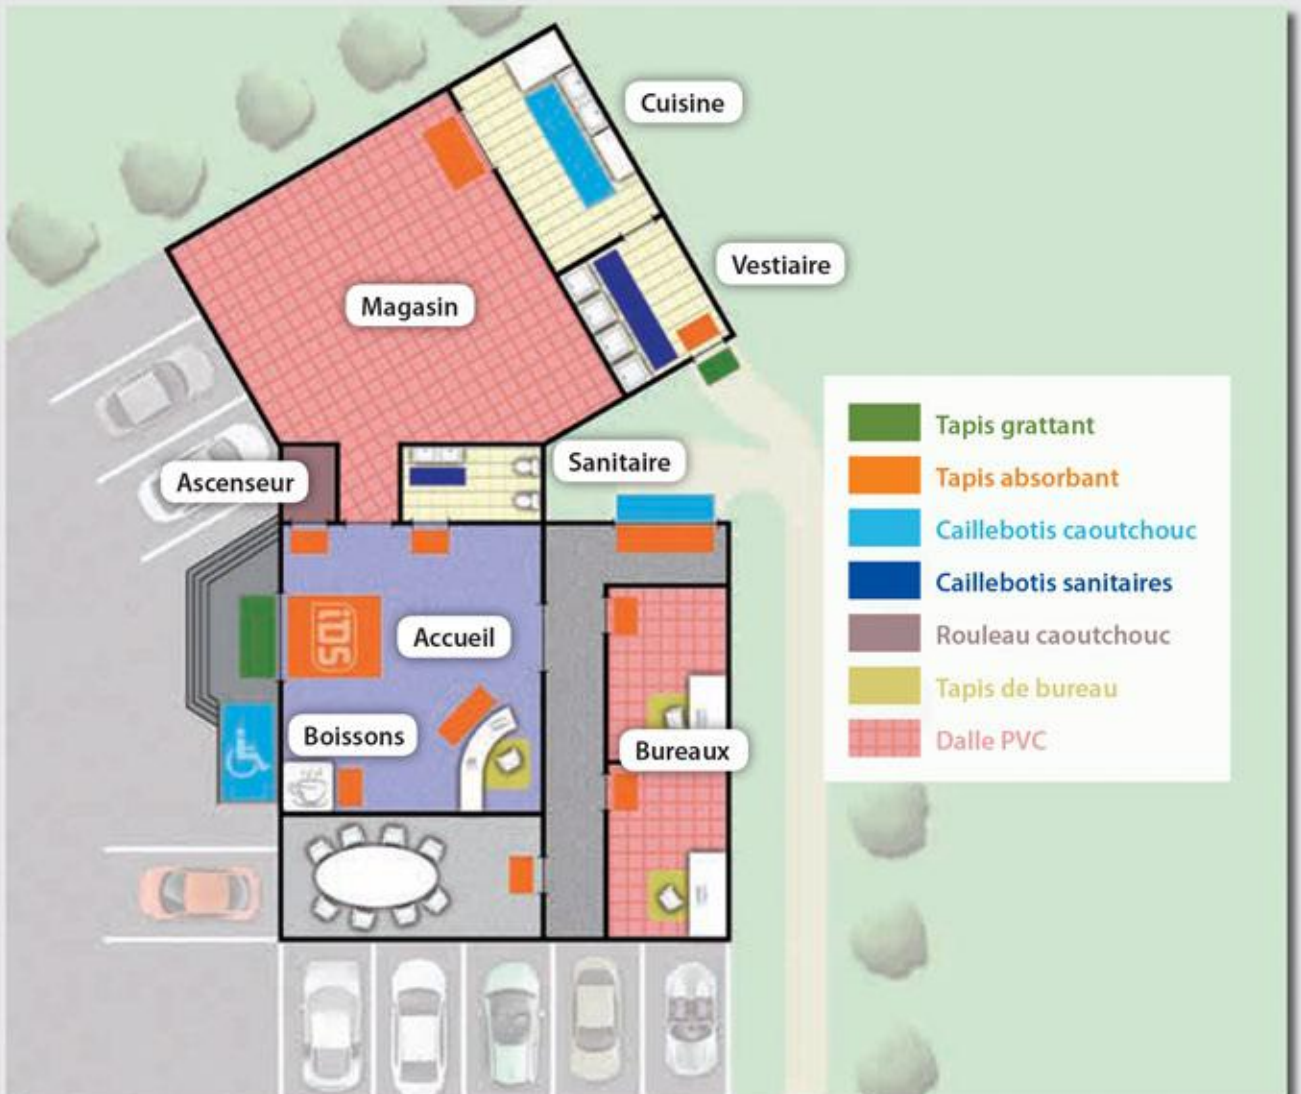 Cuisine
Vestiaire
Magasin
Sanitaire
Ascenseur
iTDS
Accueil
Boissons
Bureaux
Tapis grattant
Tapis absorbant
Caillebotis caoutchouc
Caillebotis sanitaires
Rouleau caoutchouc
Tapis de bureau
Dalle PVC